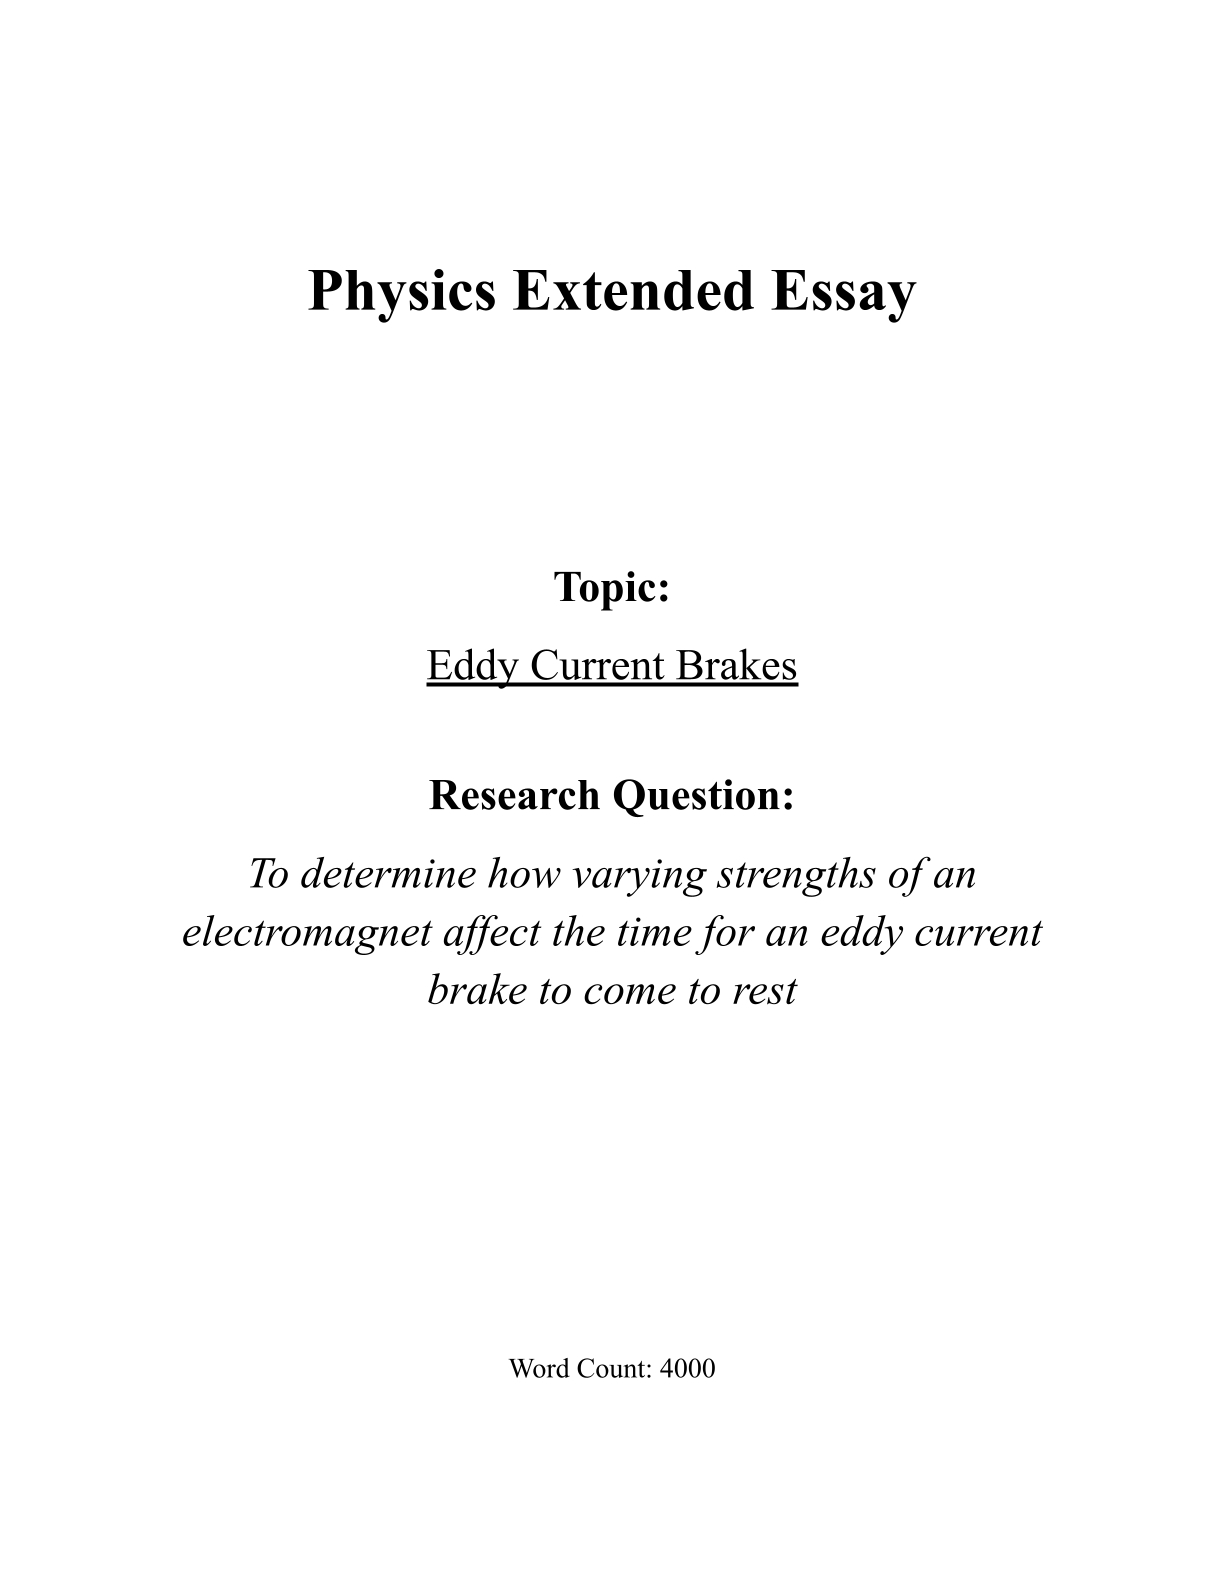 Physics Extended Essay
Topic:
Eddy Current Brakes
Research Question:
To determine how varying strengths of an
electromagnet affect the time for an eddy current
brake to come to rest
Word Count: 4000